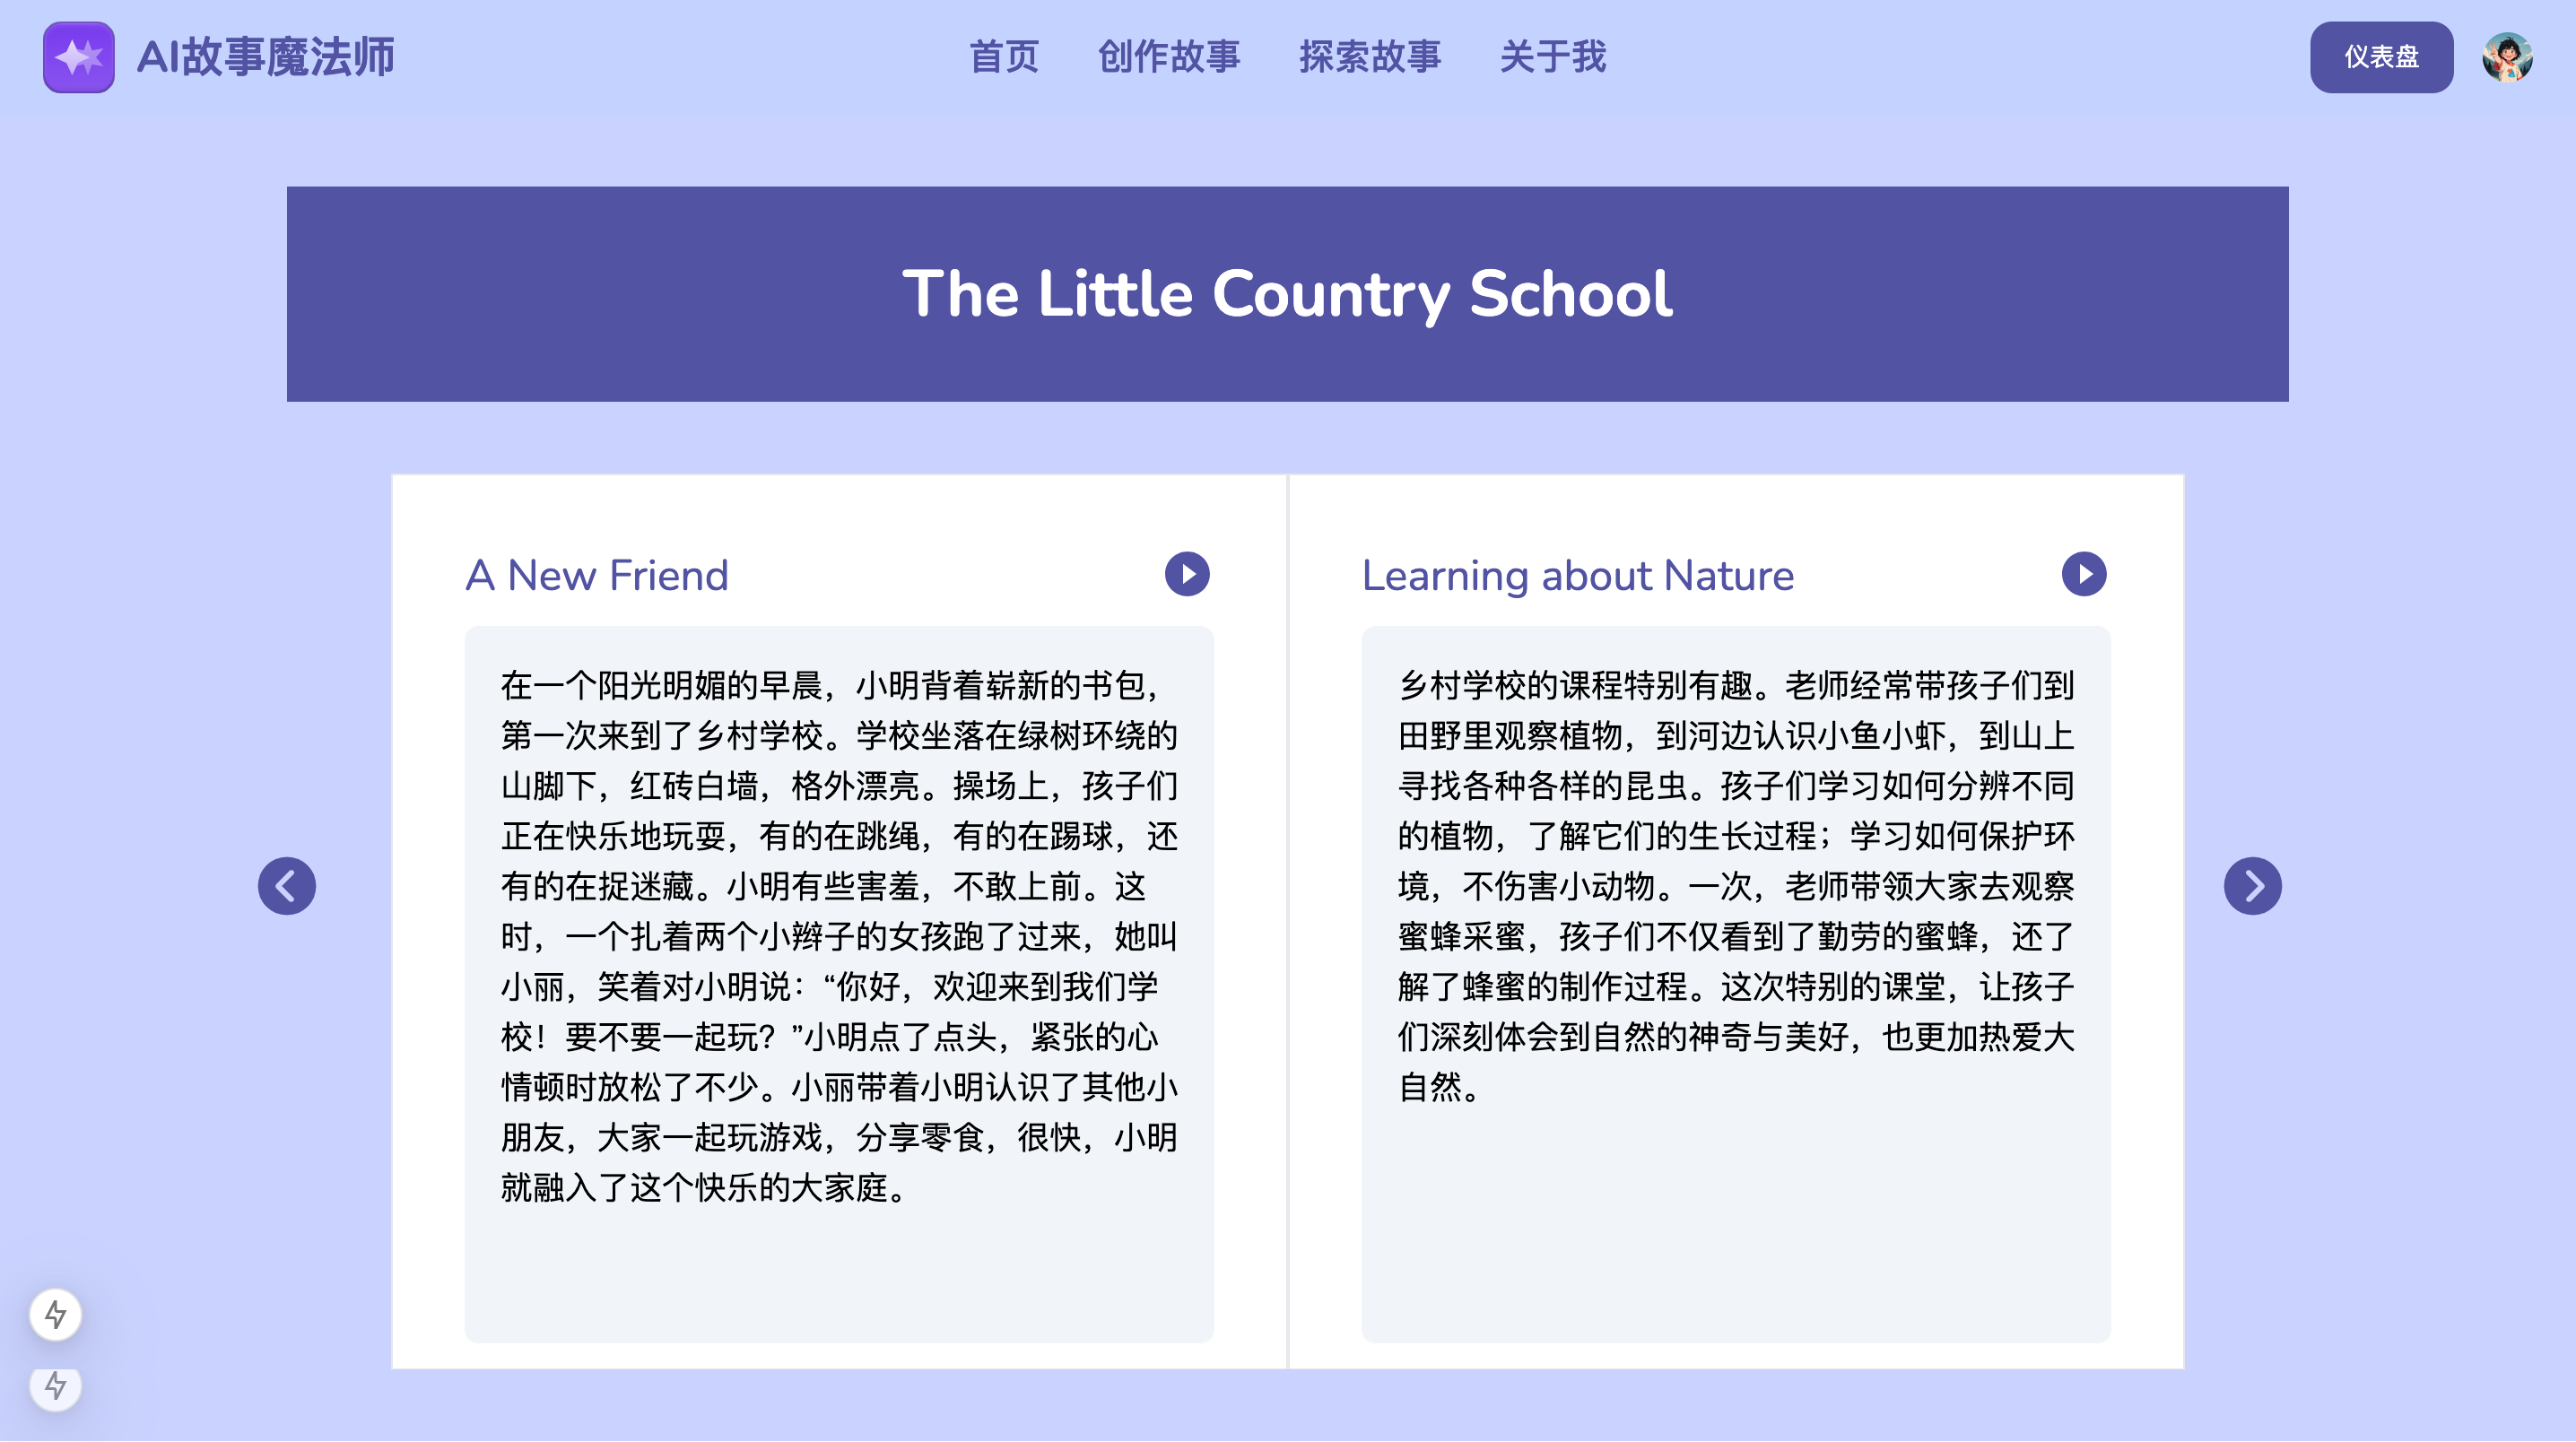 AI故事魔法师
首页 创作故事 探索故事 关于我
仪表盘
The Little Country School
A New Friend
在一个阳光明媚的早晨，小明背着崭新的书包，
第一次来到了乡村学校。学校坐落在绿树环绕的
山脚下，红砖白墙，格外漂亮。操场上，孩子们
正在快乐地玩耍，有的在跳绳，有的在踢球，还
有的在捉迷藏。小明有些害羞，不敢上前。这
时，一个扎着两个小辫子的女孩跑了过来，她叫
小丽，笑着对小明说：“你好，欢迎来到我们学
校！要不要一起玩？”小明点了点头，紧张的心
情顿时放松了不少。小丽带着小明认识了其他小
朋友，大家一起玩游戏，分享零食，很快，小明
就融入了这个快乐的大家庭。
Learning about Nature
乡村学校的课程特别有趣。老师经常带孩子们到
田野里观察植物，到河边认识小鱼小虾，到山上
寻找各种各样的昆虫。孩子们学习如何分辨不同
的植物，了解它们的生长过程；学习如何保护环
境，不伤害小动物。一次，老师带领大家去观察
蜜蜂采蜜，孩子们不仅看到了勤劳的蜜蜂，还了
解了蜂蜜的制作过程。这次特别的课堂，让孩子
们深刻体会到自然的神奇与美好，也更加热爱大
自然。